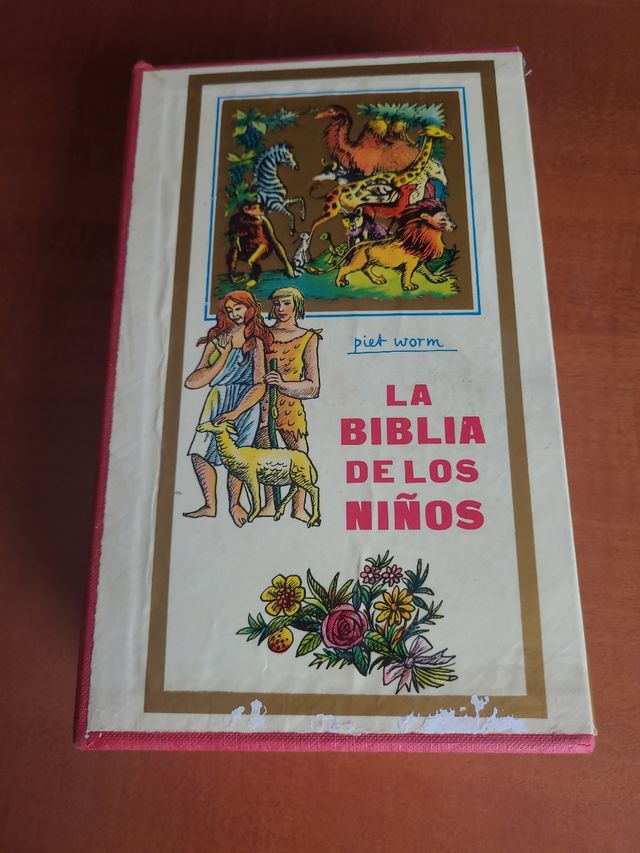 piet worm
LA
BIBLIA
DE LOS
NIÑOS